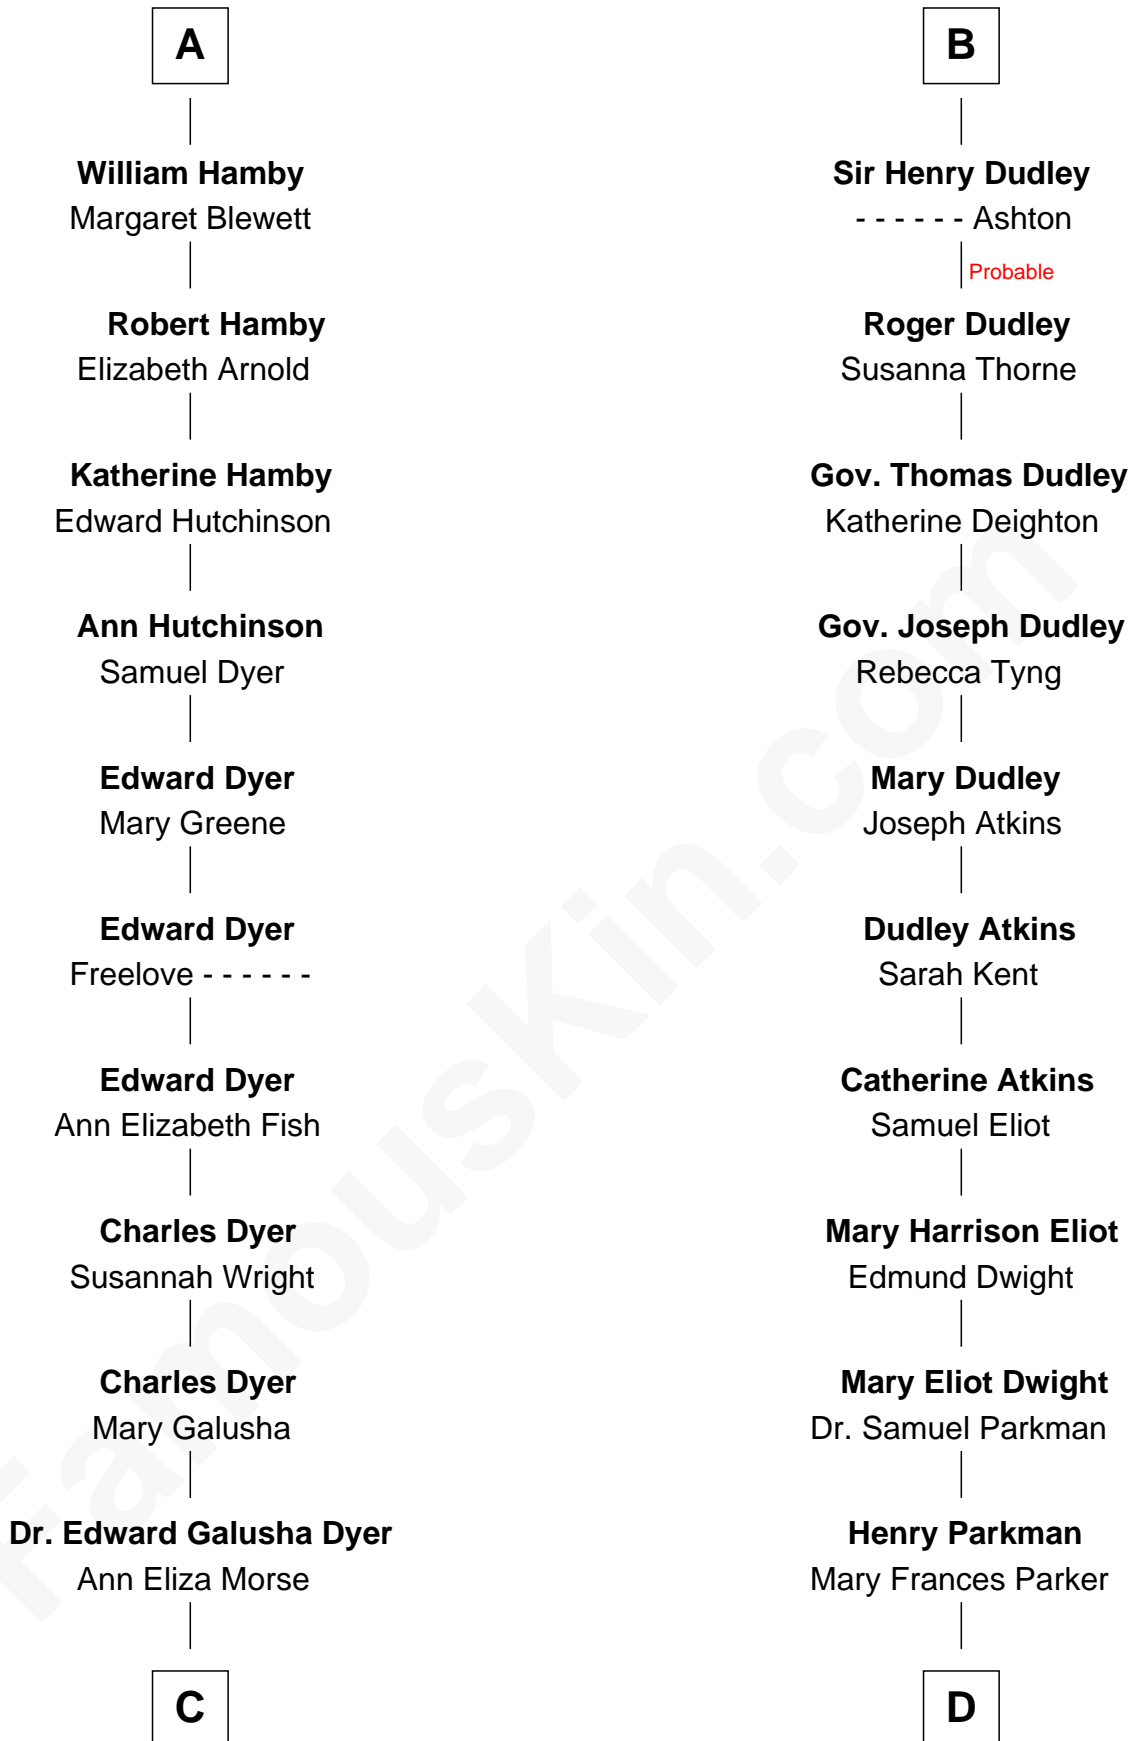 A
William Hamby
Margaret Blewett
Robert Hamby
Elizabeth Arnold
Katherine Hamby
Edward Hutchinson
Ann Hutchinson
Samuel Dyer
Edward Dyer
Mary Greene
Edward Dyer
Freelove - - - - - -
Edward Dyer
Ann Elizabeth Fish
Charles Dyer
Susannah Wright
Charles Dyer
Mary Galusha
Dr. Edward Galusha Dyer
Ann Eliza Morse
C
B
Sir Henry Dudley
- - - - - - Ashton
Probable
Roger Dudley
Susanna Thorne
Gov. Thomas Dudley
Katherine Deighton
Gov. Joseph Dudley
Rebecca Tyng
Mary Dudley
Joseph Atkins
Dudley Atkins
Sarah Kent
Catherine Atkins
Samuel Eliot
Mary Harrison Eliot
Edmund Dwight
Mary Eliot Dwight
Dr. Samuel Parkman
Henry Parkman
Mary Frances Parker
D
FamousKin.com